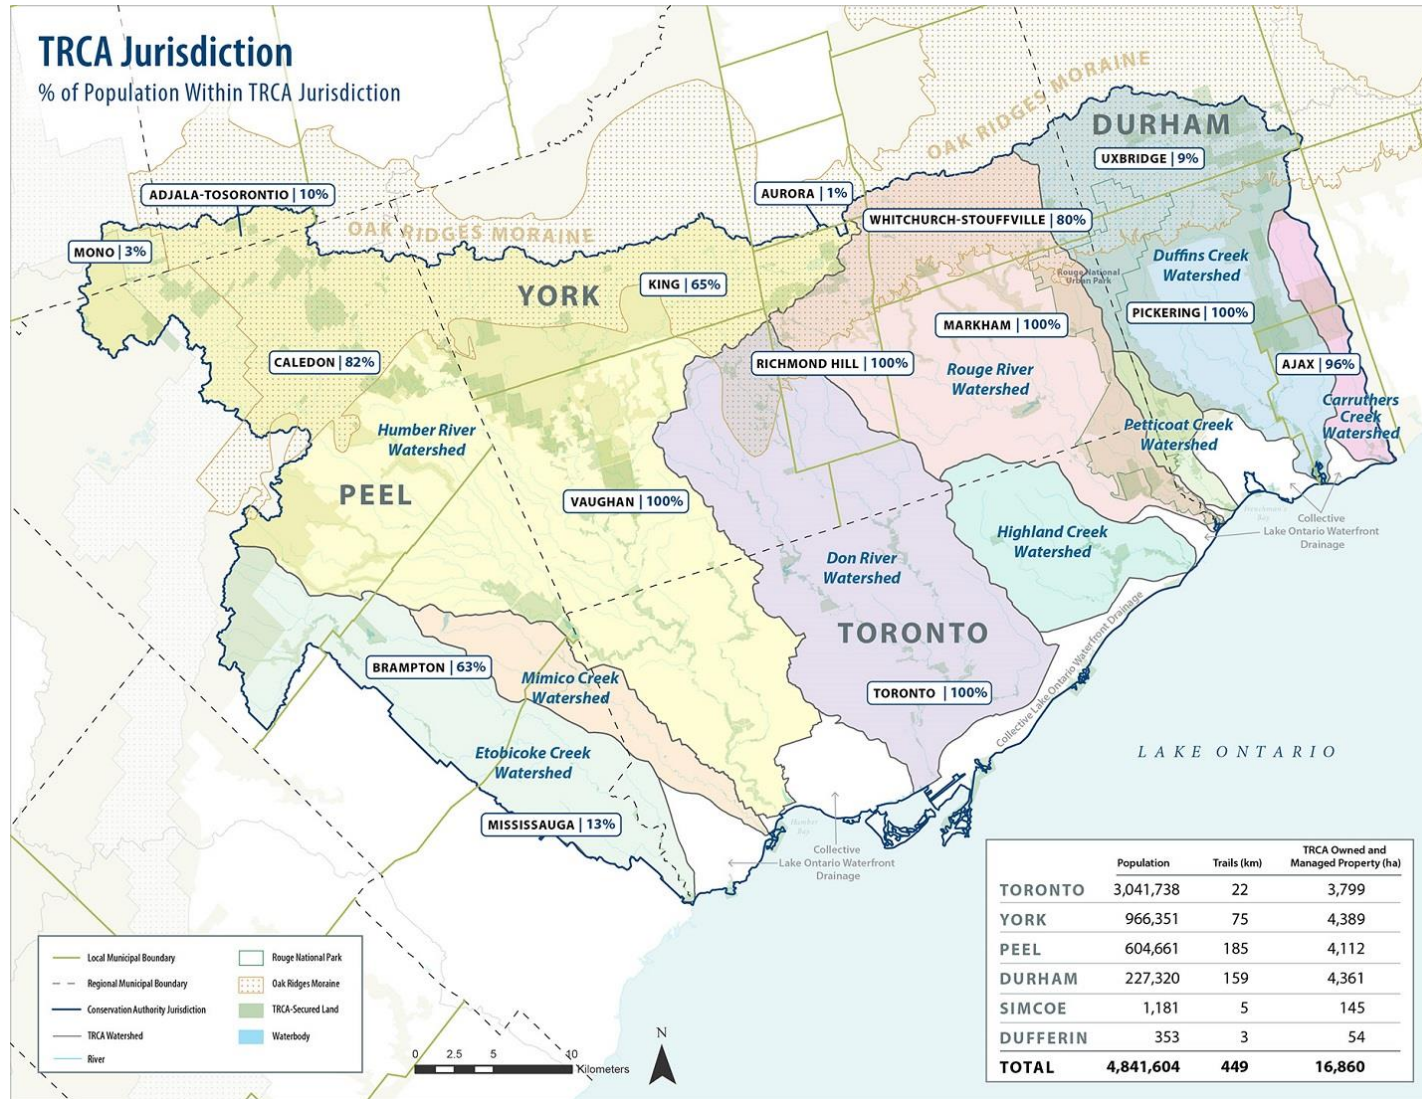 TRCA Jurisdiction
% of Population Within TRCA Jurisdiction
OAK RIDGES MORAINE
DURHAM
UXBRIDGE | 9%
ADJALA-TOSORONTIO | 10%
AURORA | 1%
WHITCHURCH-STOUFFVILLE | 80%
OAK RIDGES MORAINE
MONO | 3%
Duffins Creek
Watershed
Rouge National
Urban Park
KING | 65%
YORK
PICKERING | 100%
MARKHAM | 100%
CALEDON | 82%
RICHMOND HILL | 100%
AJAX | 96%
Rouge River
Watershed
Carruthers
Creek
Watershed
Humber River
Watershed
Petticoat Creek
Watershed
PEEL
VAUGHAN | 100%
Frenchman's
Bay
Collective
Lake Ontario Waterfront
Drainage
Highland Creek
Watershed
Don River
Watershed
TORONTO
Collective Lake Ontario Waterfront Drainage
BRAMPTON | 63%
Mimico Creek
Watershed
TORONTO | 100%
Etobicoke Creek
Watershed
LAKE ONTARIO
MISSISSAUGA | 13%
Humber
Bay
Collective
Lake Ontario Waterfront
Drainage
Population Trails (km) TRCA Owned and Managed Property (ha)
TORONTO 3,041,738 22 3,799
YORK 966,351 75 4,389
PEEL 604,661 185 4,112
DURHAM 227,320 159 4,361
SIMCOE 1,181 5 145
DUFFERIN 353 3 54
TOTAL 4,841,604 449 16,860
Local Municipal Boundary
Regional Municipal Boundary
Conservation Authority Jurisdiction
TRCA Watershed
River
Rouge National Park
Oak Ridges Moraine
TRCA-Secured Land
Waterbody
0 2.5 5 10
Kilometers
N